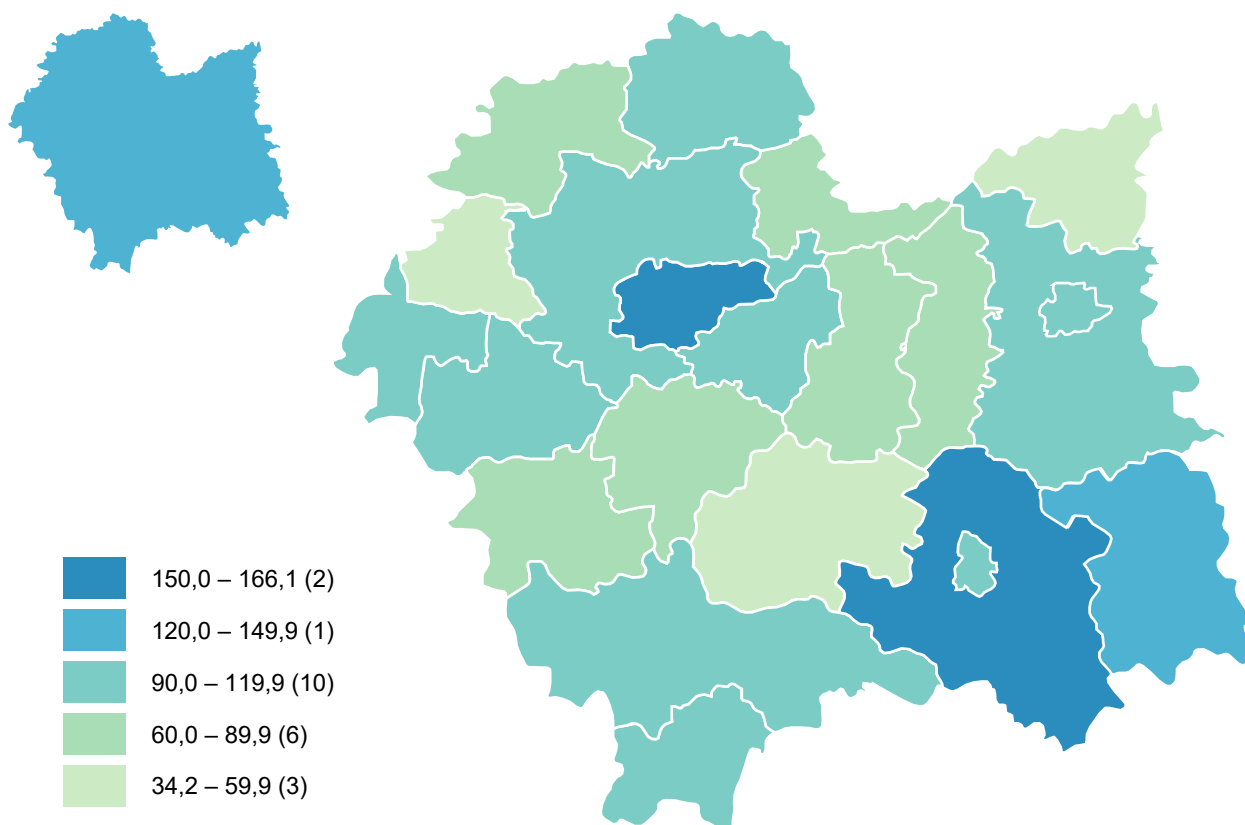 150,0 – 166,1 (2)
120,0 – 149,9 (1)
90,0 – 119,9 (10)
60,0 – 89,9 (6)
34,2 – 59,9 (3)